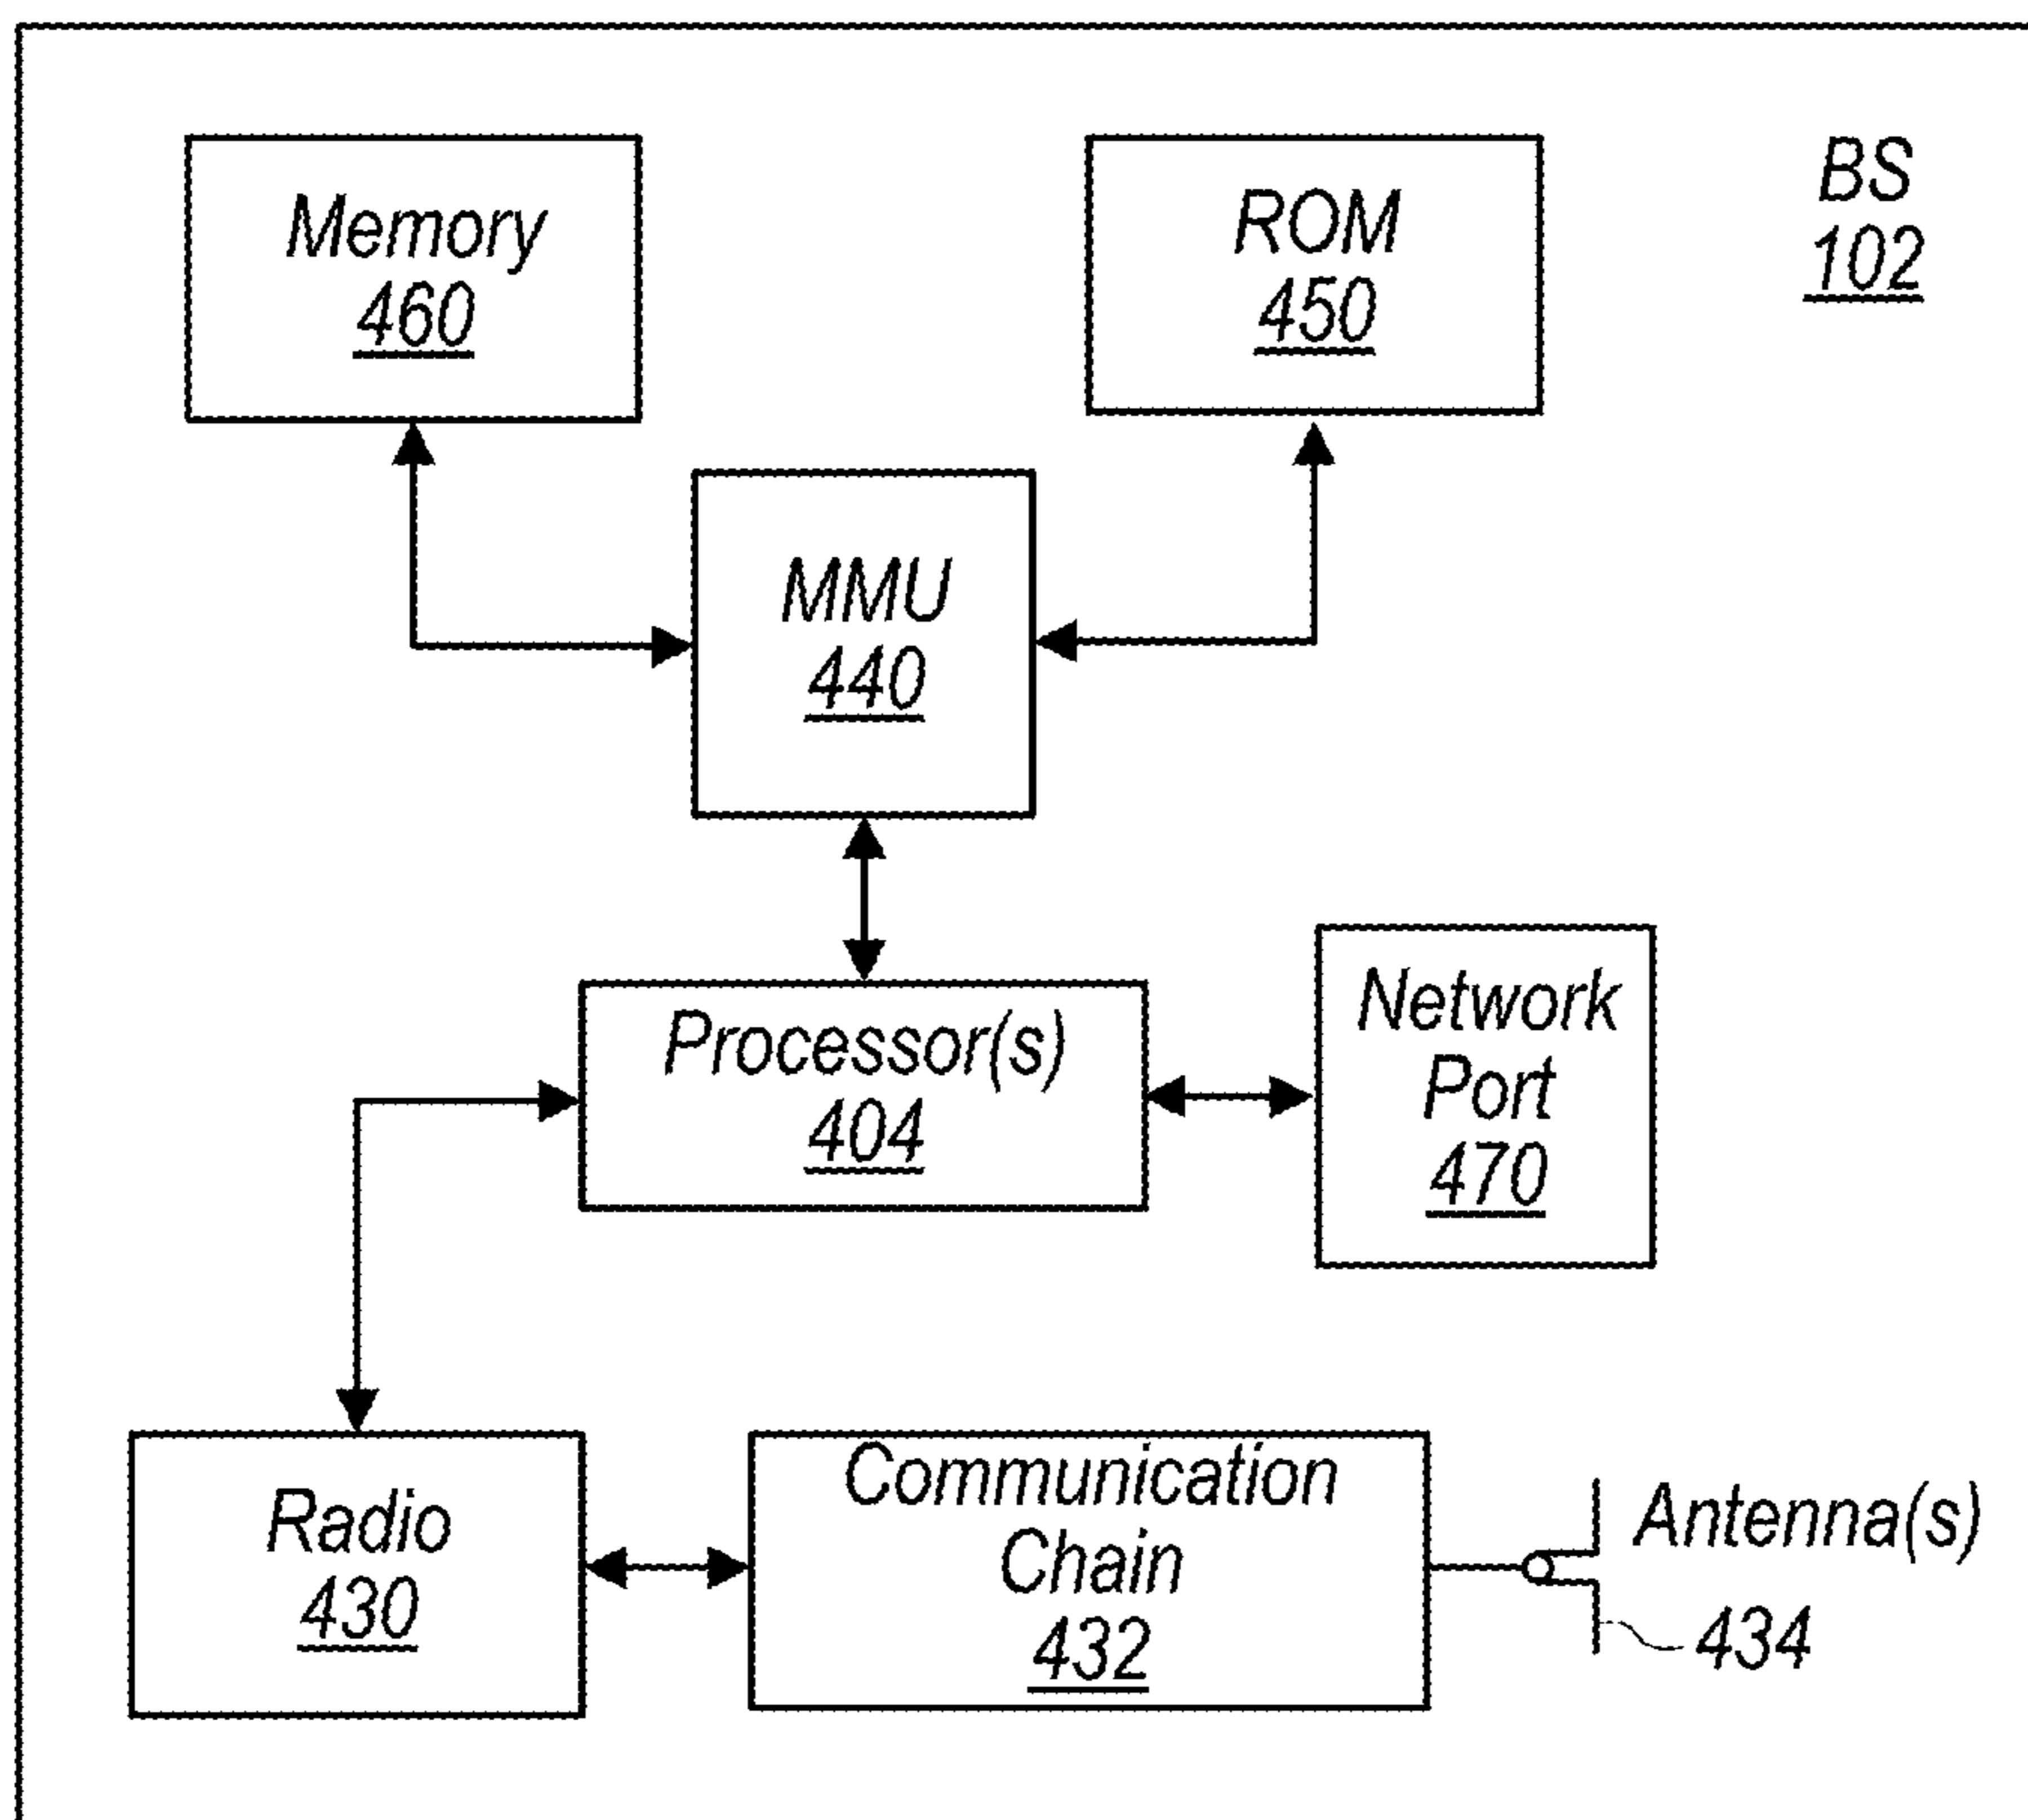 Memory
460
ROM
450
BS
102
MMU
440
Processor(s)
404
Network
Port
470
Radio
430
Communication
Chain
432
Antenna(s)
434